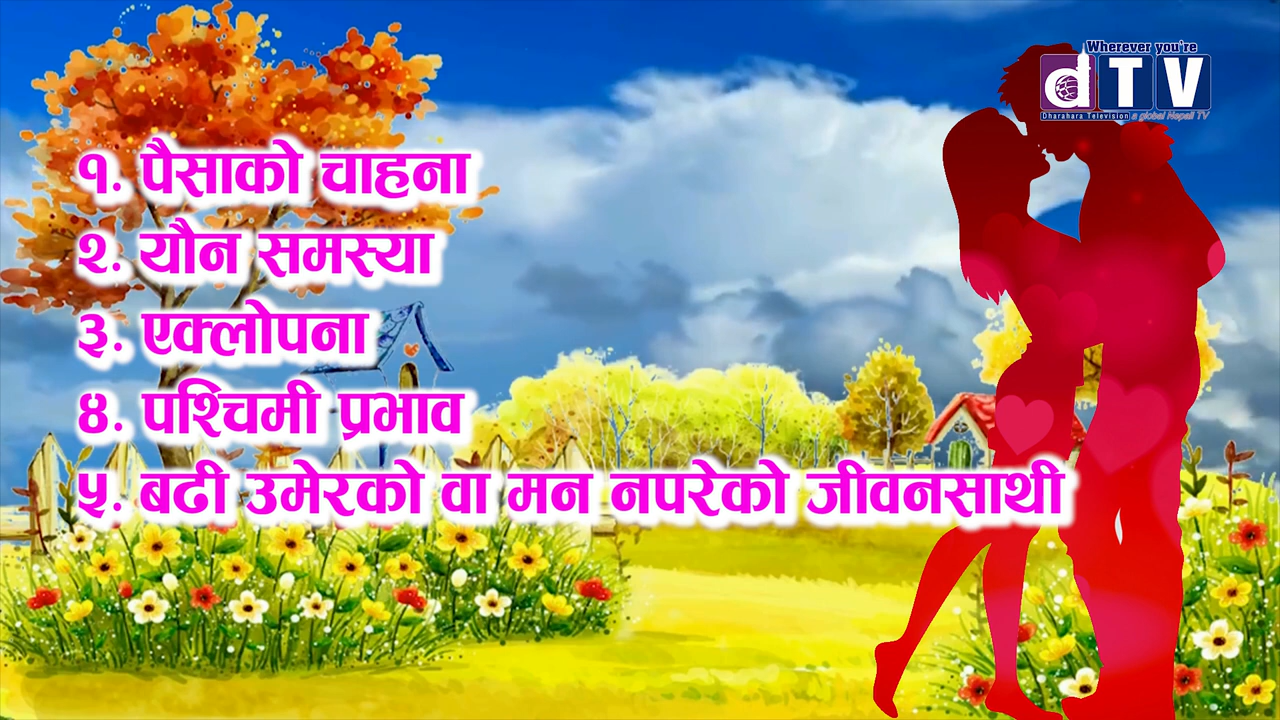 Wherever you're
dTV
Dharahara Television a global Nepali TV
१. पैसाको चाहना
२. यौन समस्या
३. एक्लोपना
४. पश्चिमी प्रभाव
५. बढी उमेरको वा मन नपरेको जीवनसाथी